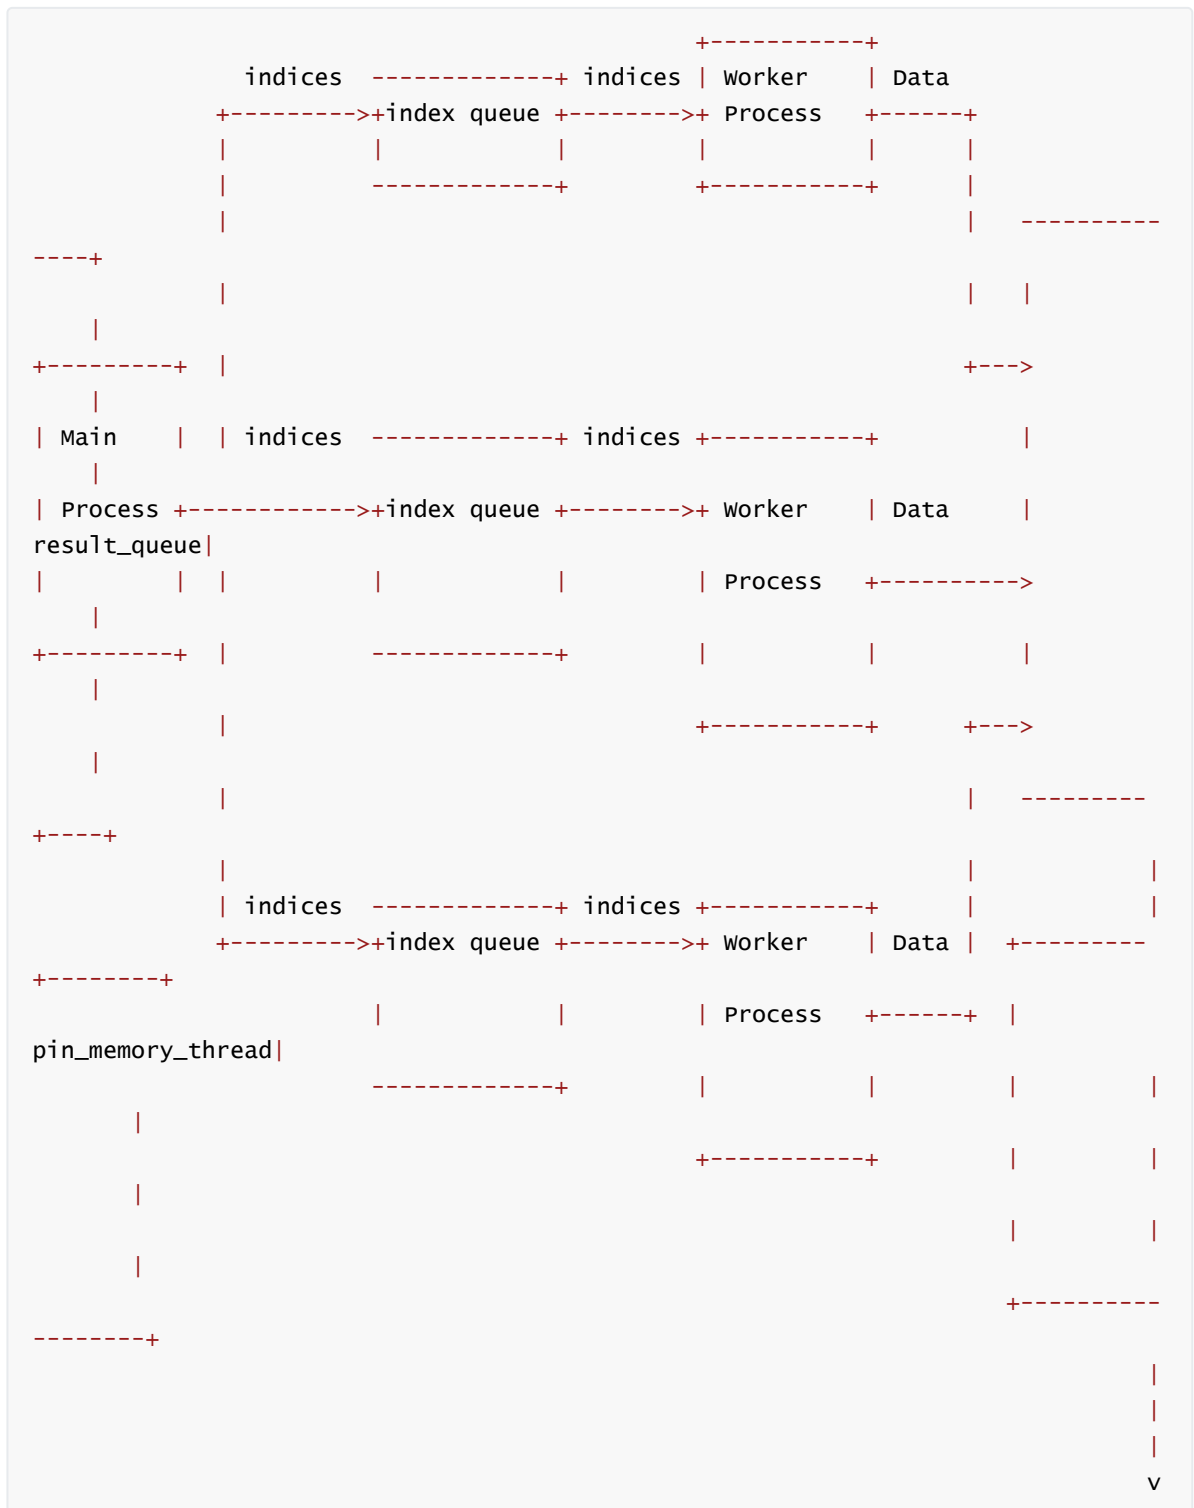 +-----------+
indices -------------+ indices | Worker | Data
+--------->+index queue +-------->+ Process +------+
| | | | | |
| -------------+ +-----------+ |
| | ----------
----+
| | |
|
+---------+ | +--->
|
| Main | | indices -------------+ indices +-----------+ |
|
| Process +------------>+index queue +-------->+ Worker | Data |
result_queue|
| | | | | | Process +---------->
|
+---------+ | -------------+ | | |
|
| +-----------+ +--->
|
| | ---------
+----+
| | |
| indices -------------+ indices +-----------+ | |
+--------->+index queue +-------->+ Worker | Data | +---------
+--------+
| | | Process +------+ |
pin_memory_thread|
-------------+ | | | |
|
+-----------+ | |
|
| |
|
+----------
--------+
|
|
|
v